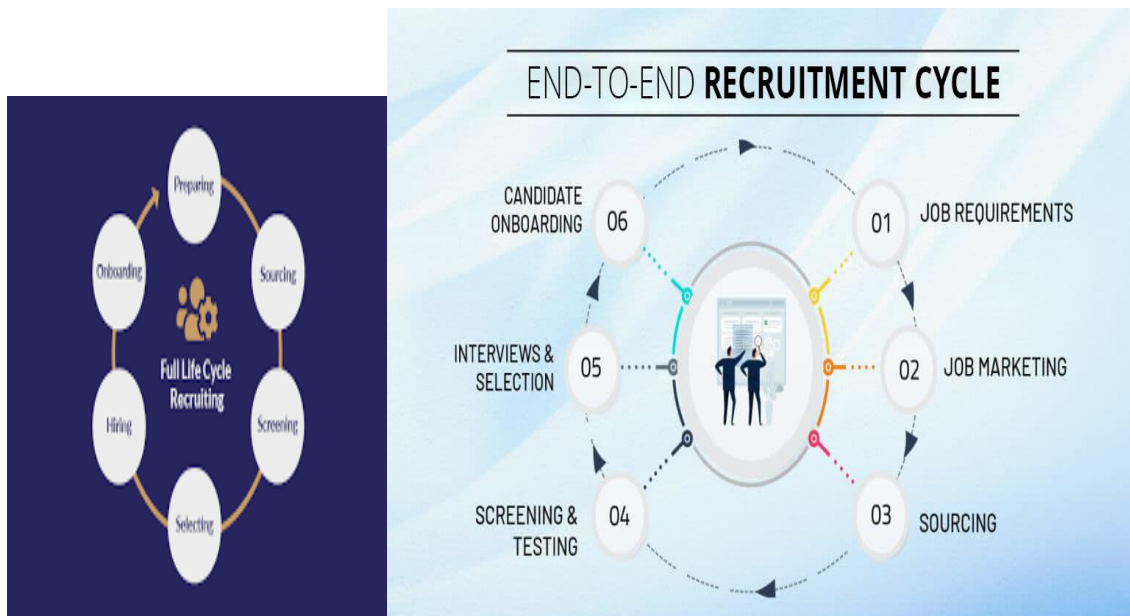 Preparing
Sourcing
Screening
Selecting
Hiring
Onboarding
Full Life Cycle
Recruiting
END-TO-END RECRUITMENT CYCLE
01
JOB REQUIREMENTS
02
JOB MARKETING
03
SOURCING
04
SCREENING &
TESTING
05
INTERVIEWS &
SELECTION
06
CANDIDATE
ONBOARDING